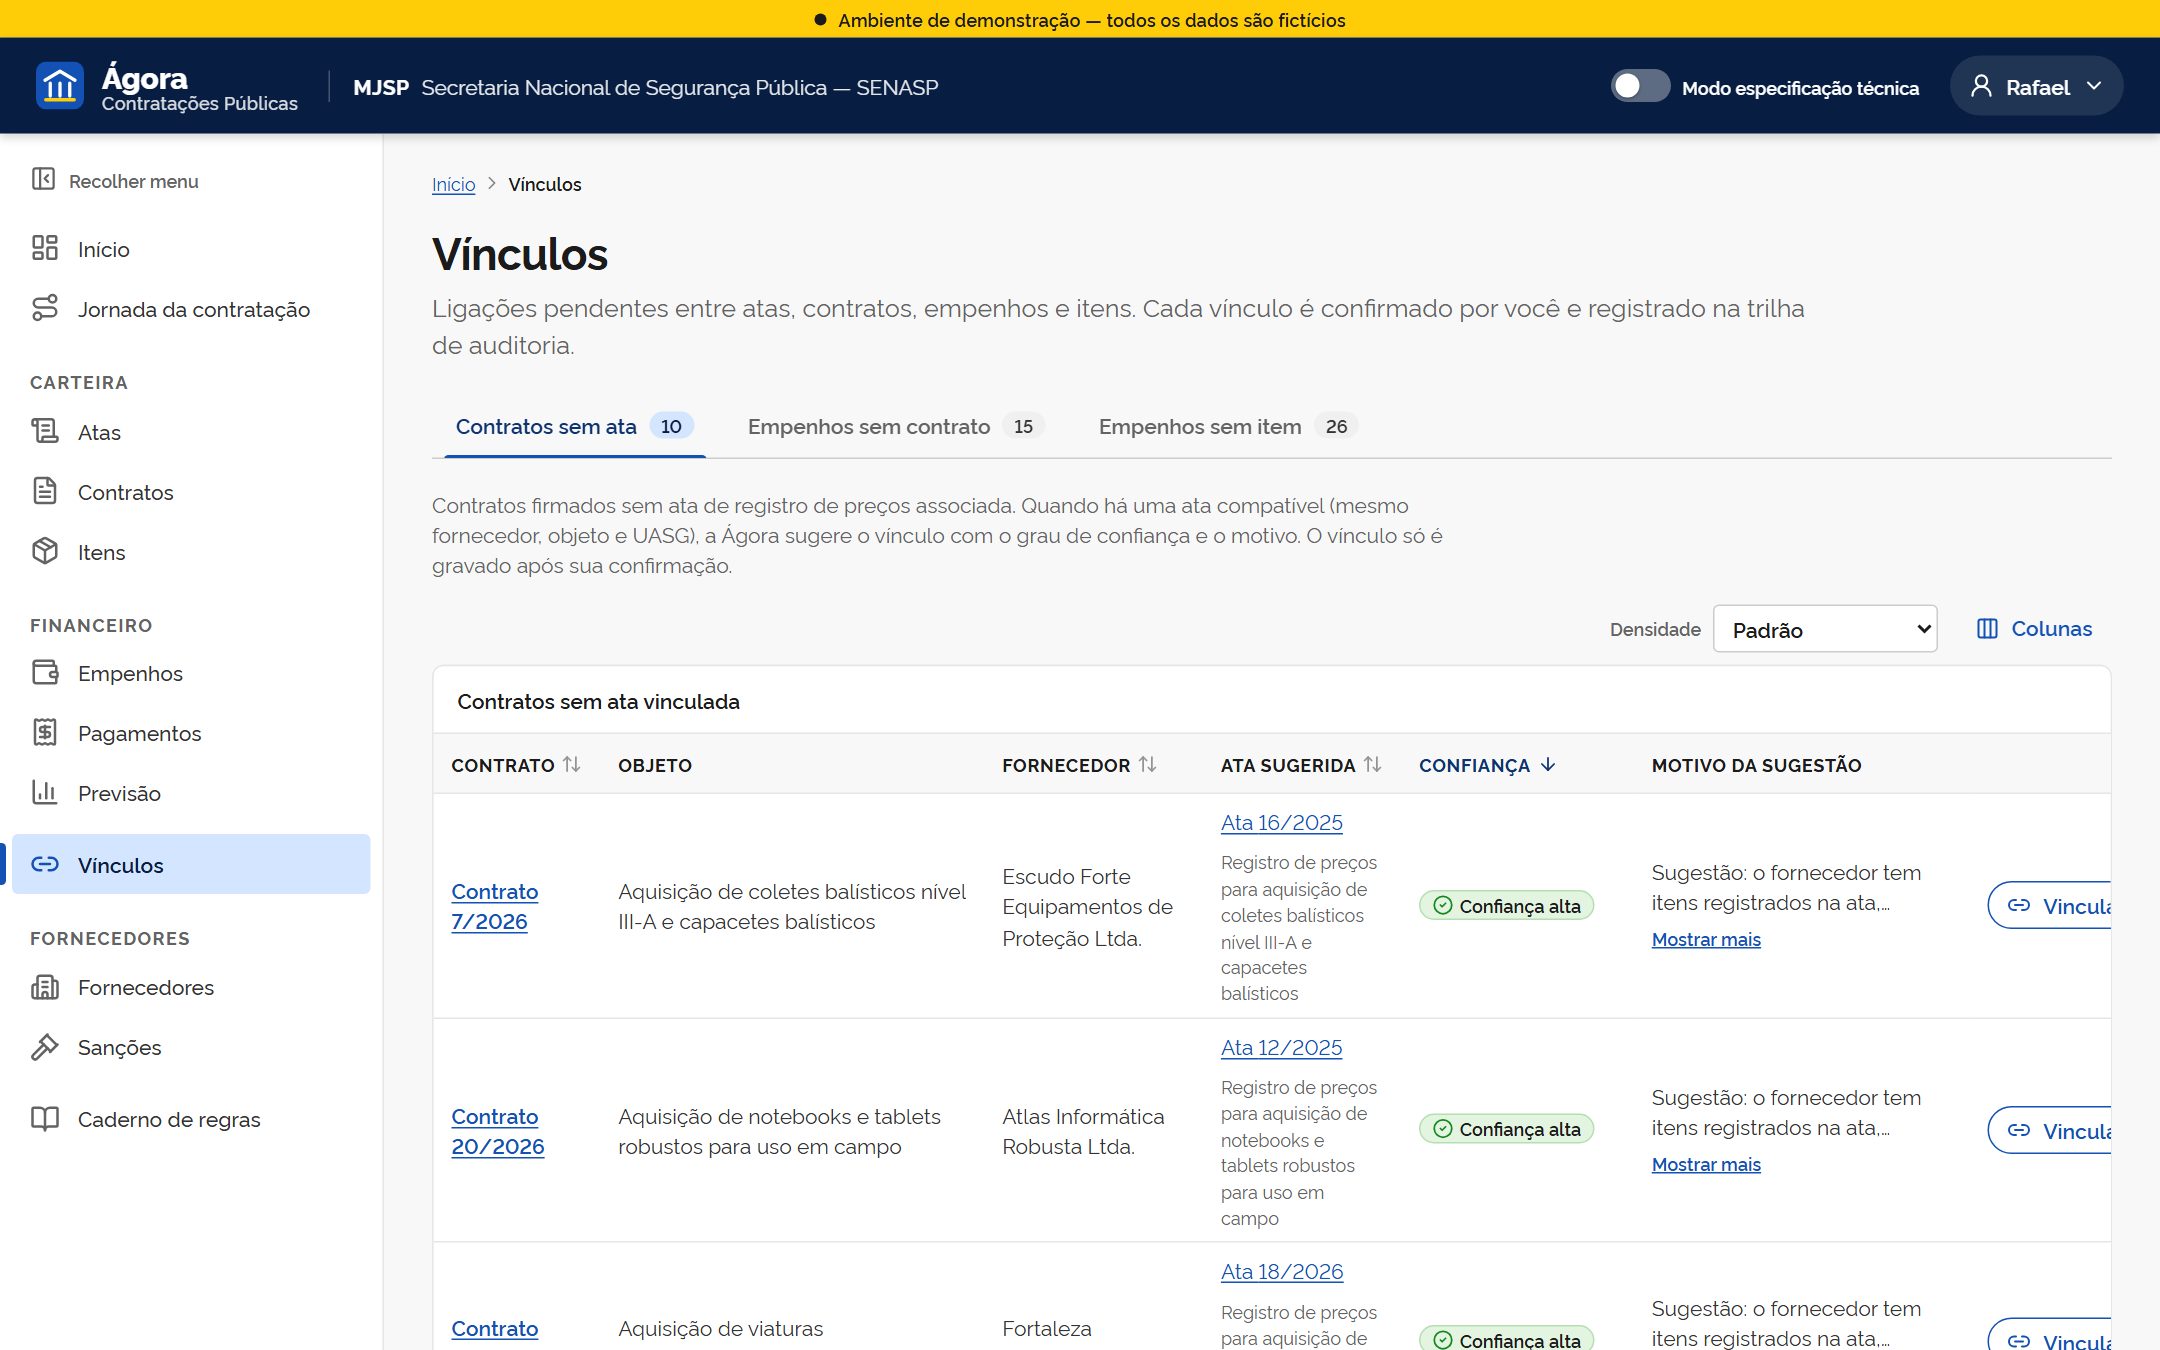 Ambiente de demonstração — todos os dados são fictícios
Ágora
Contratações Públicas
MJSP Secretaria Nacional de Segurança Pública — SENASP
Modo especificação técnica
Rafael
Recolher menu
Início
Jornada da contratação
CARTEIRA
Atas
Contratos
Itens
FINANCEIRO
Empenhos
Pagamentos
Previsão
Vínculos
FORNECEDORES
Fornecedores
Sanções
Caderno de regras
Início > Vínculos
Vínculos
Ligações pendentes entre atas, contratos, empenhos e itens. Cada vínculo é confirmado por você e registrado na trilha
de auditoria.
Contratos sem ata 10 Empenhos sem contrato 15 Empenhos sem item 26
Contratos firmados sem ata de registro de preços associada. Quando há uma ata compatível (mesmo
fornecedor, objeto e UASG), a Ágora sugere o vínculo com o grau de confiança e o motivo. O vínculo só é
gravado após sua confirmação.
Densidade Padrão Colunas
Contratos sem ata vinculada
CONTRATO OBJETO FORNECEDOR ATA SUGERIDA CONFIANÇA MOTIVO DA SUGESTÃO
Contrato
7/2026
Aquisição de coletes balísticos nível
III-A e capacetes balísticos
Escudo Forte
Equipamentos de
Proteção Ltda.
Ata 16/2025
Registro de preços
para aquisição de
coletes balísticos
nível III-A e
capacetes
balísticos
Confiança alta
Sugestão: o fornecedor tem
itens registrados na ata,...
Mostrar mais
Vincula
Contrato
20/2026
Aquisição de notebooks e tablets
robustos para uso em campo
Atlas Informática
Robusta Ltda.
Ata 12/2025
Registro de preços
para aquisição de
notebooks e
tablets robustos
para uso em
campo
Confiança alta
Sugestão: o fornecedor tem
itens registrados na ata,...
Mostrar mais
Vincula
Contrato
Aquisição de viaturas
Fortaleza
Ata 18/2026
Registro de preços
para aquisição de
Confiança alta
Sugestão: o fornecedor tem
itens registrados na ata,...
Vincula